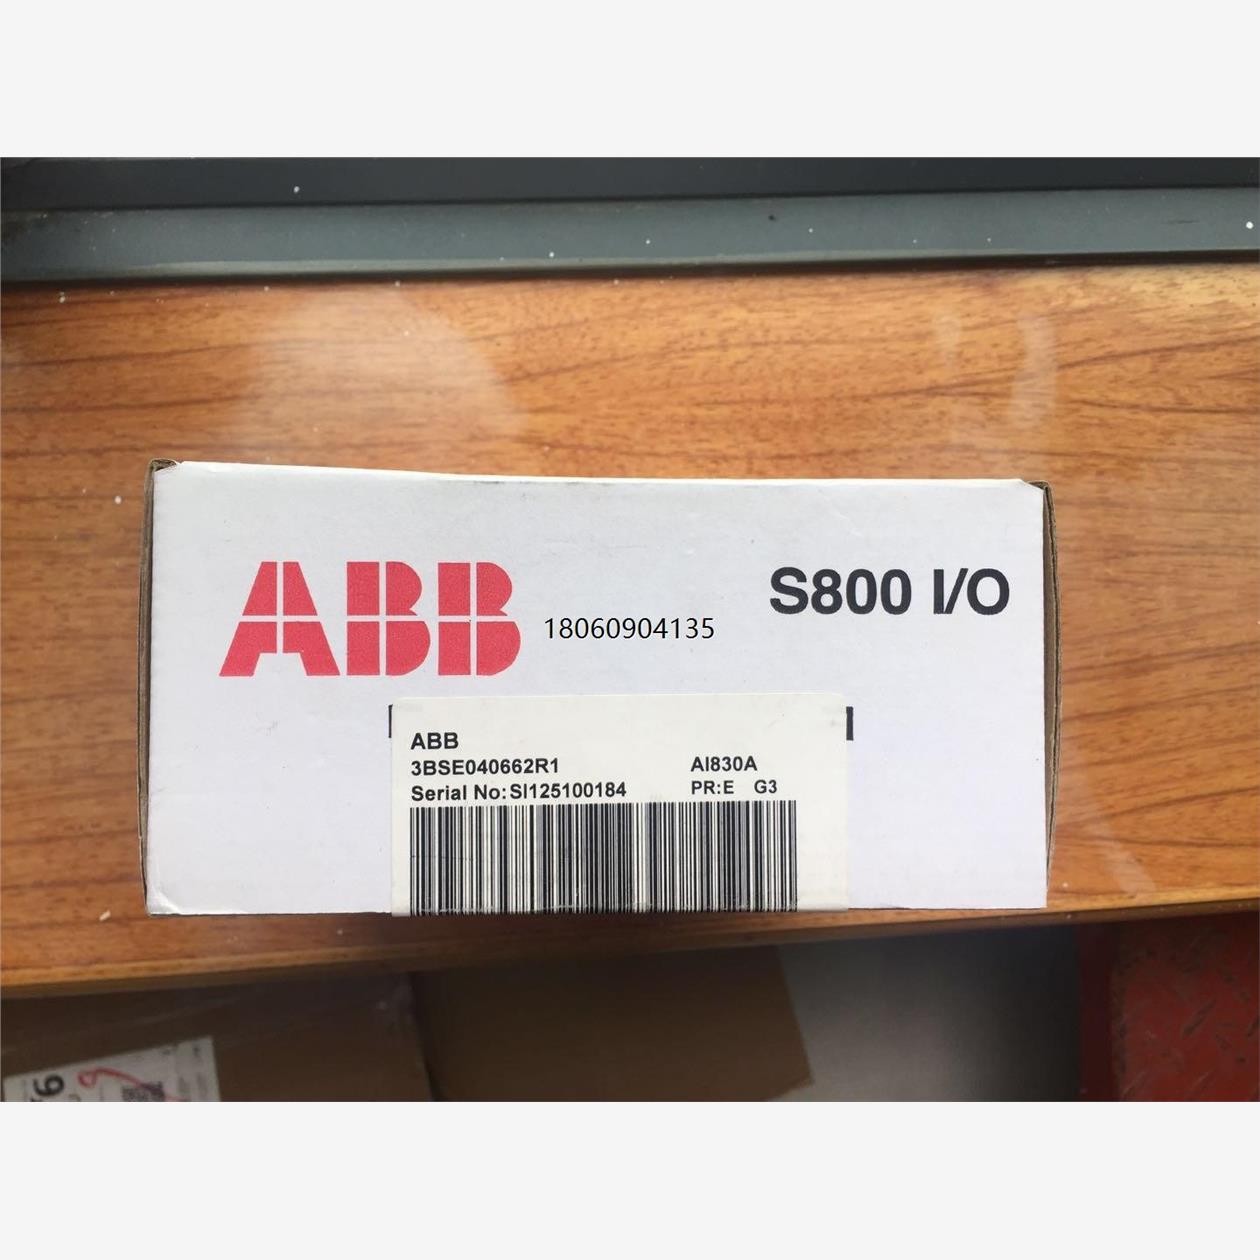 ABB
S800 I/O
18060904135
ABB
3BSE040662R1 AI830A
Serial No:SI125100184 PR:E G3